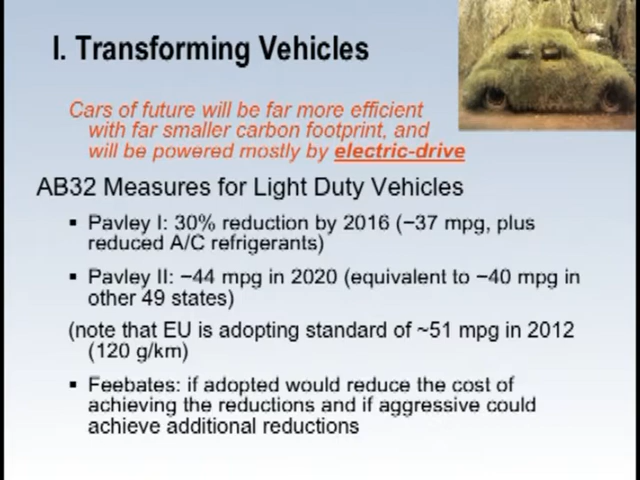 I. Transforming Vehicles
Cars of future will be far more efficient
with far smaller carbon footprint, and
will be powered mostly by electric-drive
AB32 Measures for Light Duty Vehicles
▪ Pavley I: 30% reduction by 2016 (~37 mpg, plus
reduced A/C refrigerants)
▪ Pavley II: ~44 mpg in 2020 (equivalent to ~40 mpg in
other 49 states)
(note that EU is adopting standard of ~51 mpg in 2012
(120 g/km)
▪ Feebates: if adopted would reduce the cost of
achieving the reductions and if aggressive could
achieve additional reductions